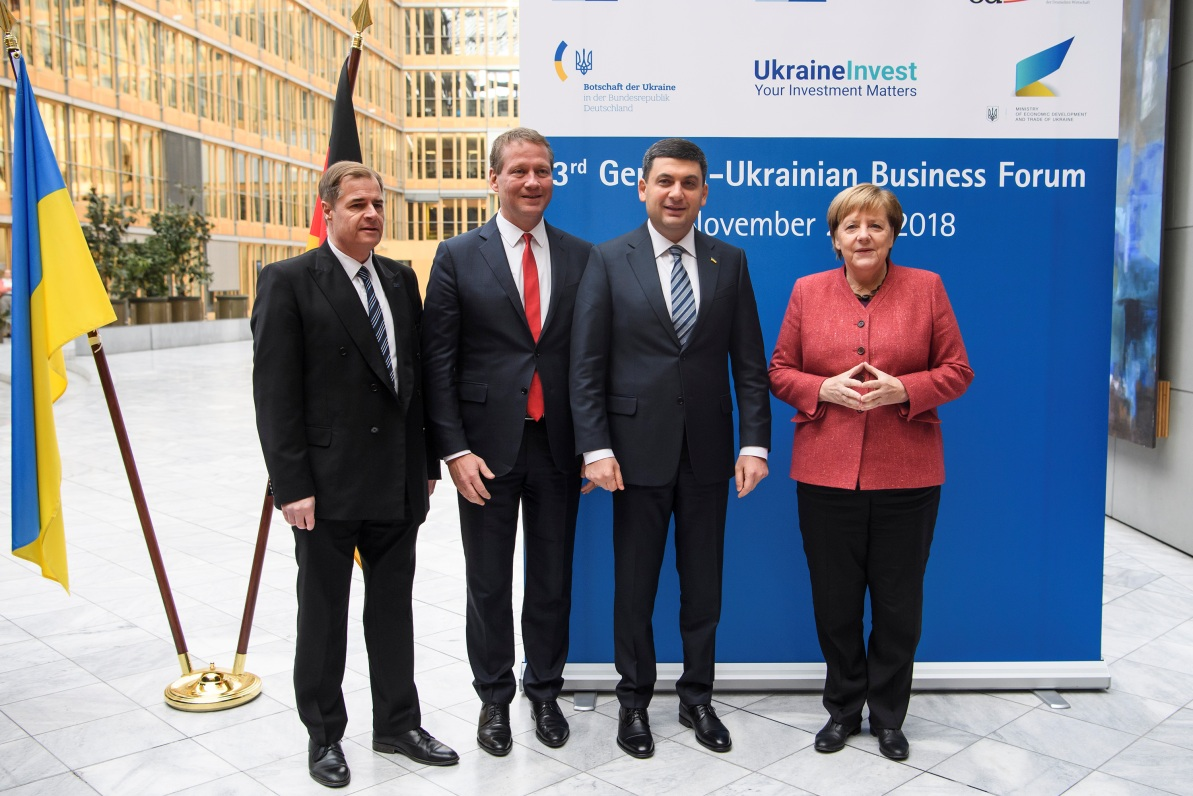 Botschaft der Ukraine
in der Bundesrepublik
Deutschland
UkraineInvest
Your Investment Matters
MINISTRY
OF ECONOMIC DEVELOPMENT
AND TRADE OF UKRAINE
3rd Ge –Ukrainian Business Forum
November 2 2018